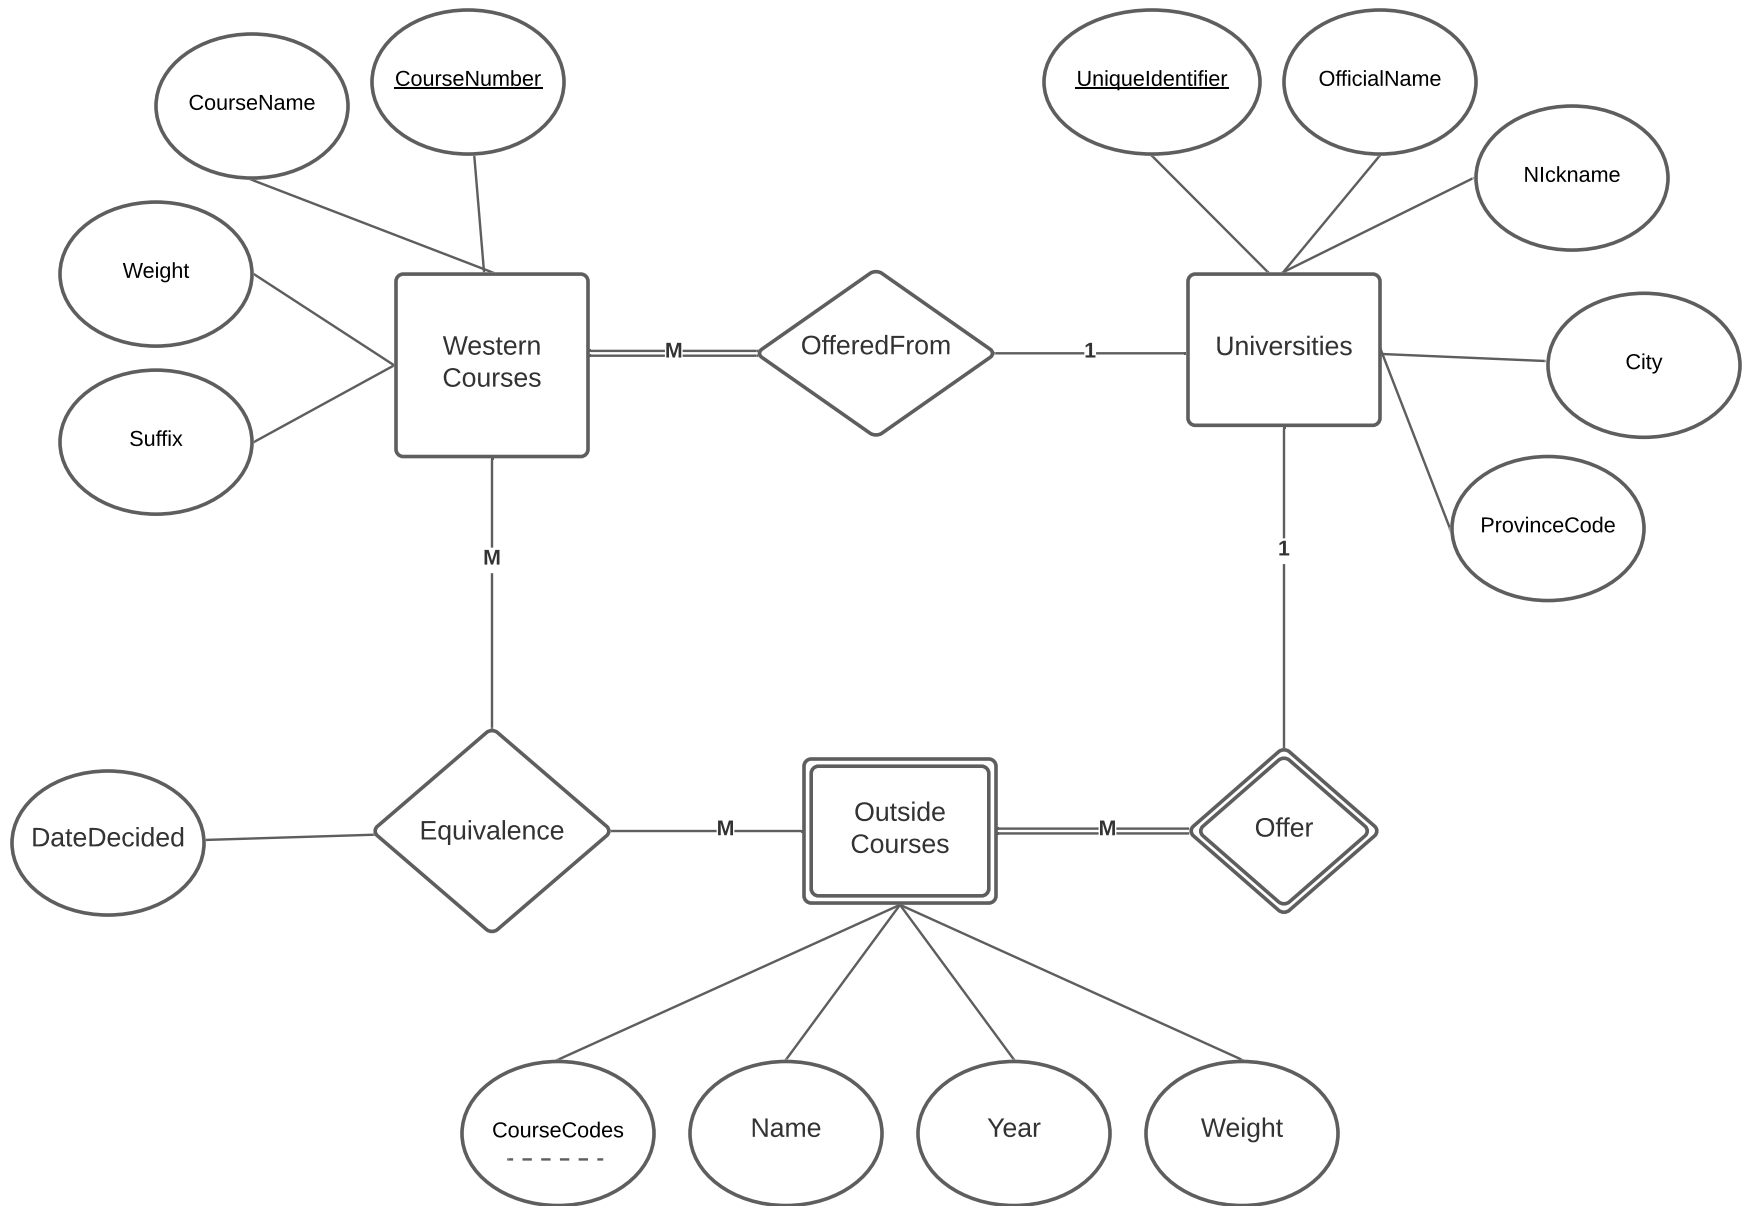 CourseName
CourseNumber
UniqueIdentifier
OfficialName
NIckname
Weight
Suffix
Western
Courses
M
OfferedFrom
1
Universities
City
ProvinceCode
M
1
DateDecided
Equivalence
M
Outside
Courses
M
Offer
CourseCodes
Name
Year
Weight